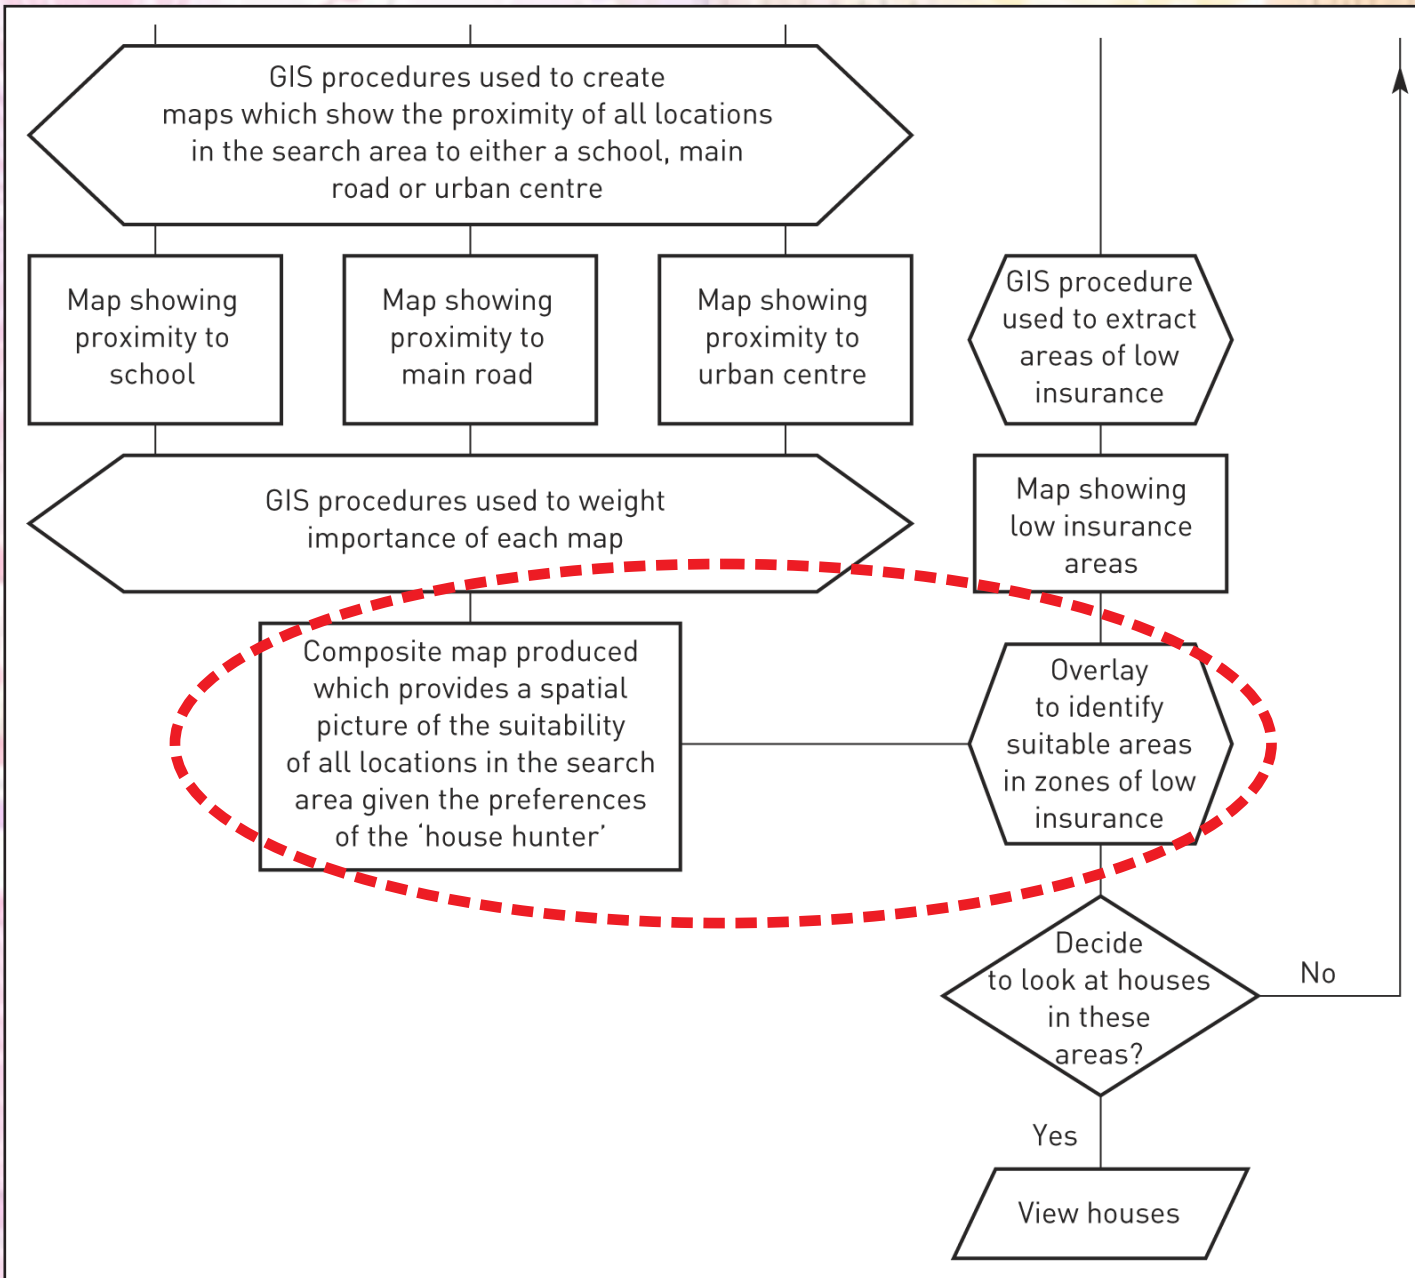 GIS procedures used to create
maps which show the proximity of all locations
in the search area to either a school, main
road or urban centre
Map showing
proximity to
school
Map showing
proximity to
main road
Map showing
proximity to
urban centre
GIS procedure
used to extract
areas of low
insurance
GIS procedures used to weight
importance of each map
Map showing
low insurance
areas
Composite map produced
which provides a spatial
picture of the suitability
of all locations in the search
area given the preferences
of the ‘house hunter’
Overlay
to identify
suitable areas
in zones of low
insurance
Decide
to look at houses
in these
areas?
No
Yes
View houses